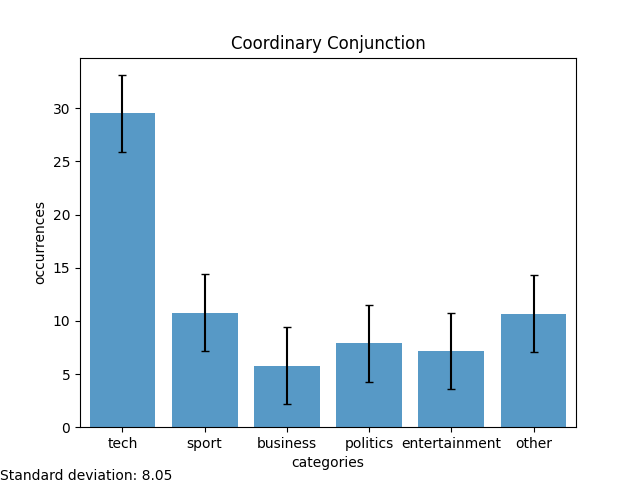 Coordinary Conjunction
occurrences
30
25
20
15
10
5
0
tech sport business politics entertainment other
categories
Standard deviation: 8.05